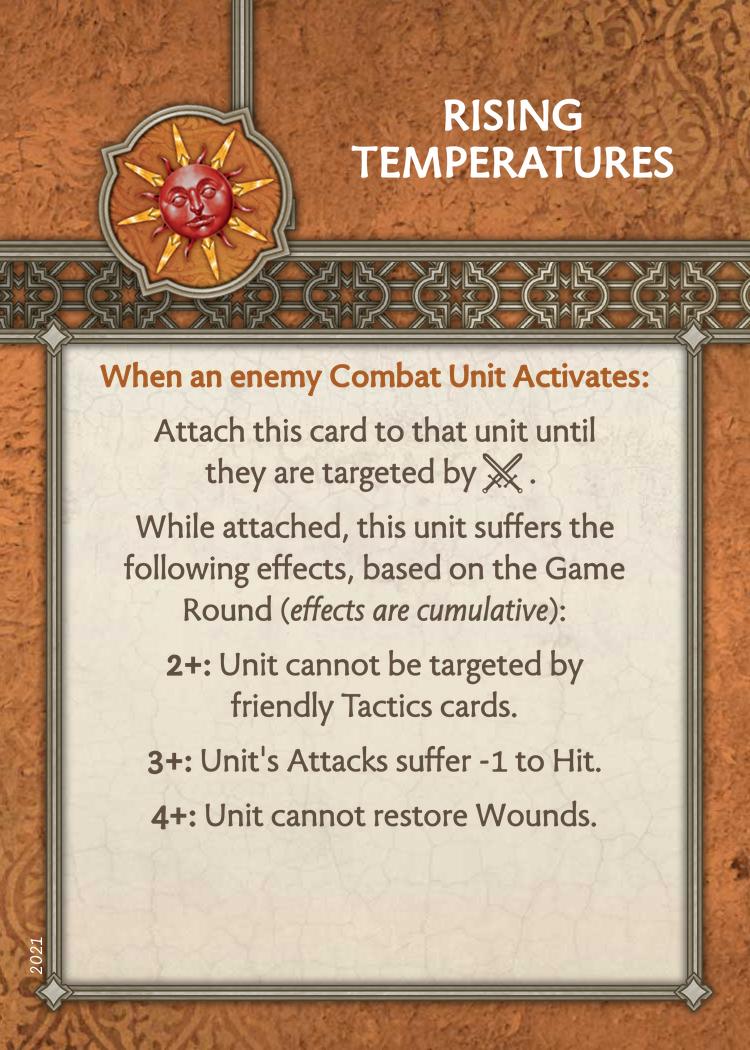 RISING
TEMPERATURES
When an enemy Combat Unit Activates:
Attach this card to that unit until
they are targeted by .
While attached, this unit suffers the
following effects, based on the Game
Round (effects are cumulative):
2+: Unit cannot be targeted by
friendly Tactics cards.
3+: Unit's Attacks suffer -1 to Hit.
4+: Unit cannot restore Wounds.
2021